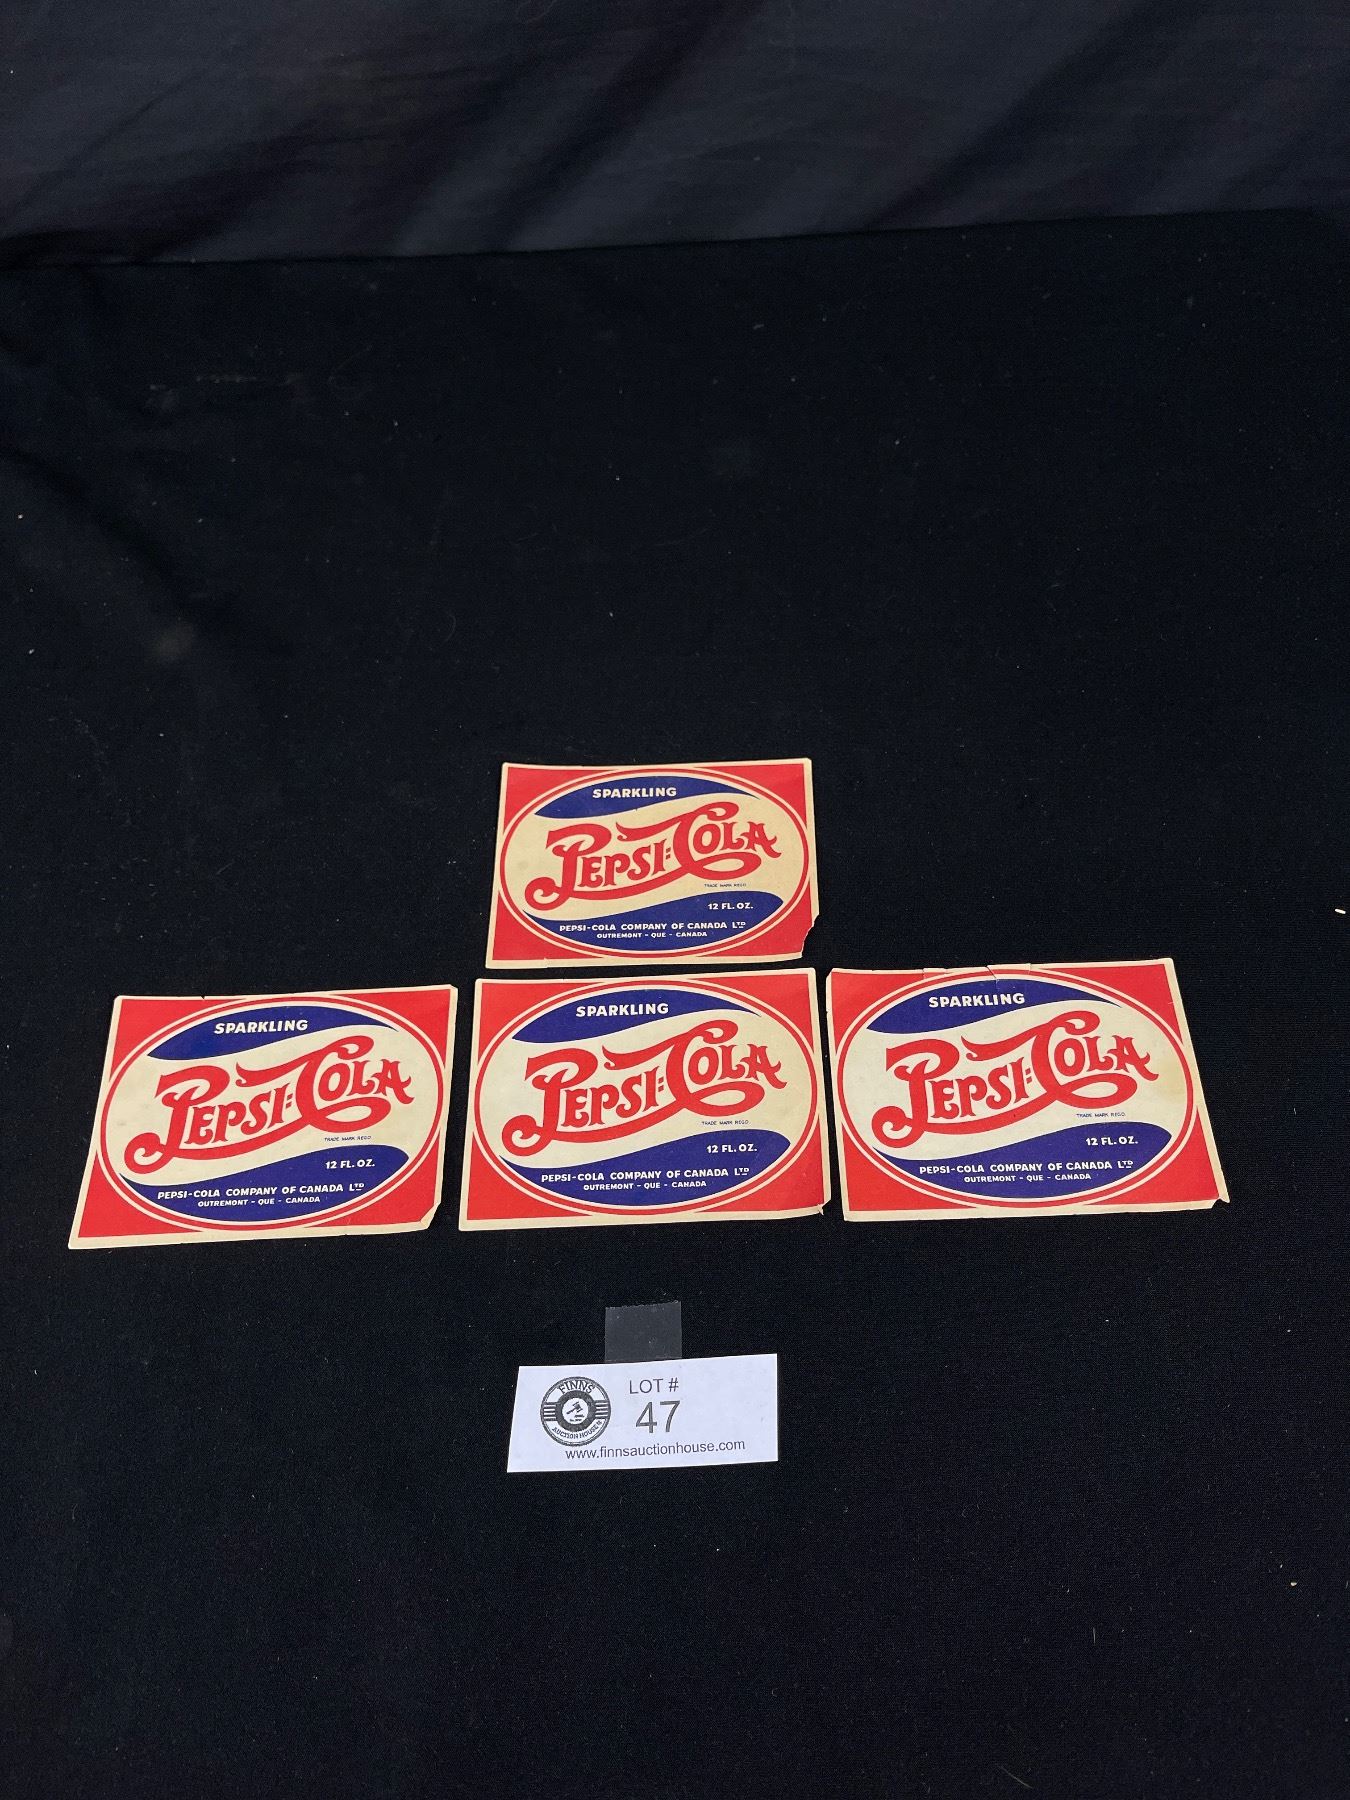 SPARKLING
PEPSI=COLA
TRADE MARK REGD.
12 FL. OZ.
PEPSI-COLA COMPANY OF CANADA LTD
OUTREMONT - QUE - CANADA
SPARKLING
PEPSI=COLA
TRADE MARK REGD.
12 FL. OZ.
PEPSI-COLA COMPANY OF CANADA LTD
OUTREMONT - QUE - CANADA
SPARKLING
PEPSI=COLA
TRADE MARK REGD.
12 FL. OZ.
PEPSI-COLA COMPANY OF CANADA LTD
OUTREMONT - QUE - CANADA
SPARKLING
PEPSI=COLA
TRADE MARK REGD.
12 FL. OZ.
PEPSI-COLA COMPANY OF CANADA LTD
OUTREMONT - QUE - CANADA
FINNS
AUCTION HOUSE
LOT #
47
www.finnsauctionhouse.com